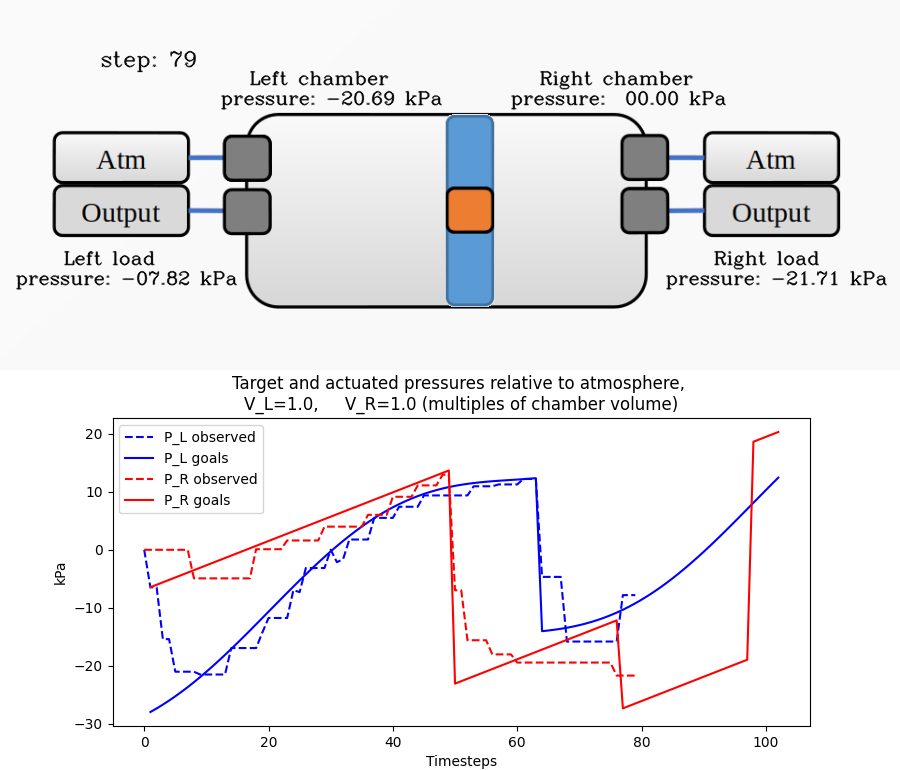 step: 79
Left chamber
pressure: −20.69 kPa
Right chamber
pressure: 00.00 kPa
Atm
Output
Atm
Output
Left load
pressure: −07.82 kPa
Right load
pressure: −21.71 kPa
Target and actuated pressures relative to atmosphere,
V_L=1.0, V_R=1.0 (multiples of chamber volume)
P_L observed
P_L goals
P_R observed
P_R goals
20
10
0
−10
−20
−30
kPa
0 20 40 60 80 100
Timesteps